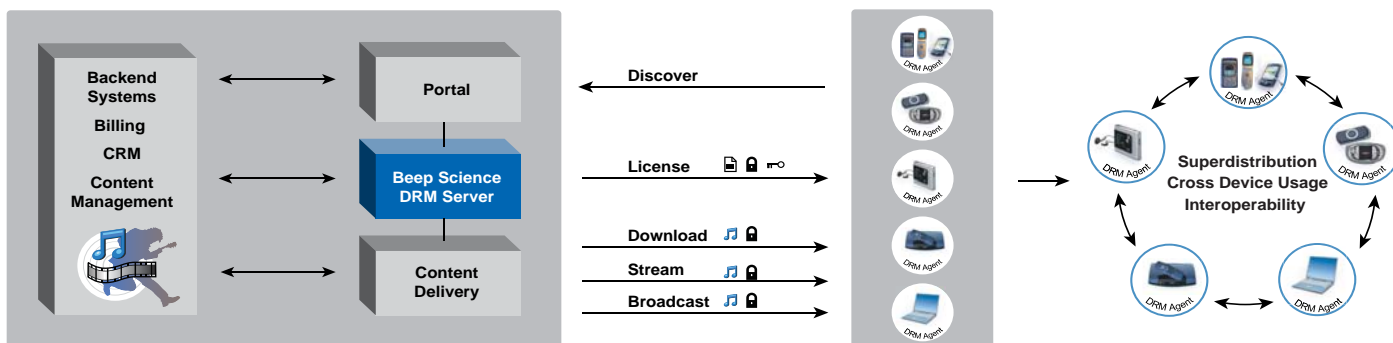 Backend
Systems
Billing
CRM
Content
Management
Portal
Beep Science
DRM Server
Content
Delivery
Discover
License
Download
Stream
Broadcast
DRM Agent
DRM Agent
DRM Agent
DRM Agent
DRM Agent
DRM Agent
DRM Agent
DRM Agent
Superdistribution
Cross Device Usage
Interoperability
DRM Agent
DRM Agent